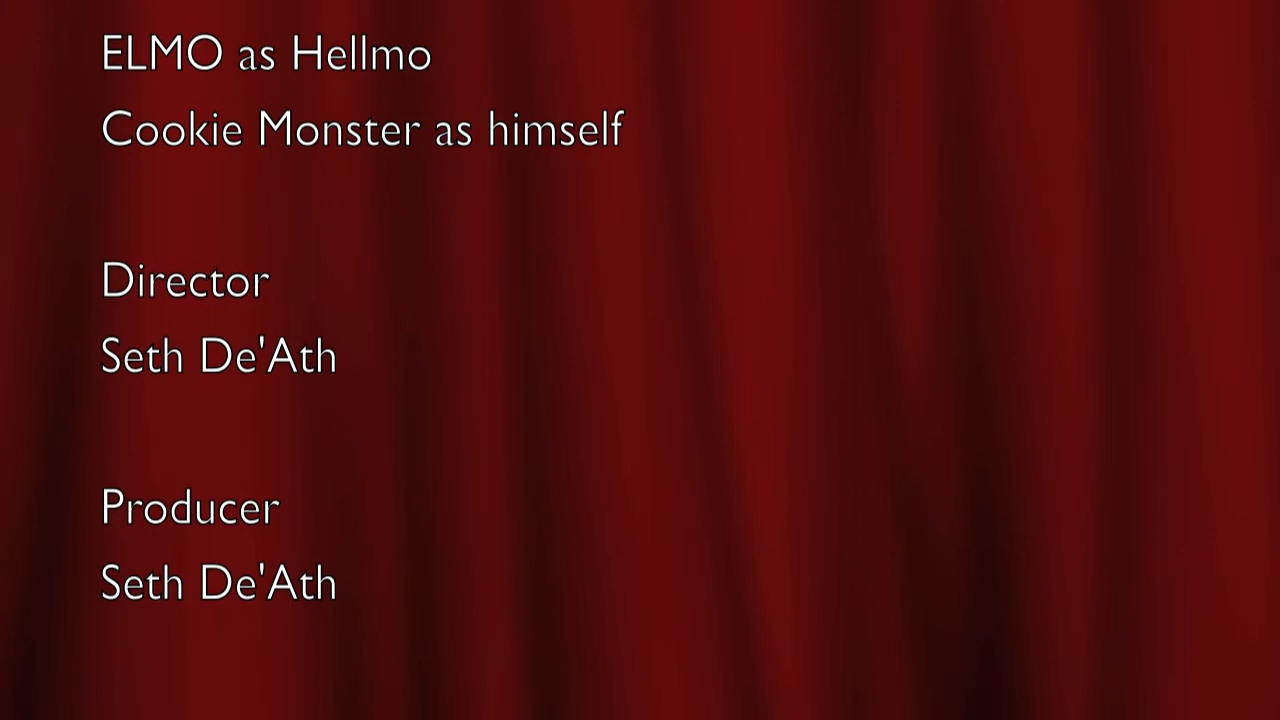 ELMO as Hellmo
Cookie Monster as himself
Director
Seth De'Ath
Producer
Seth De'Ath